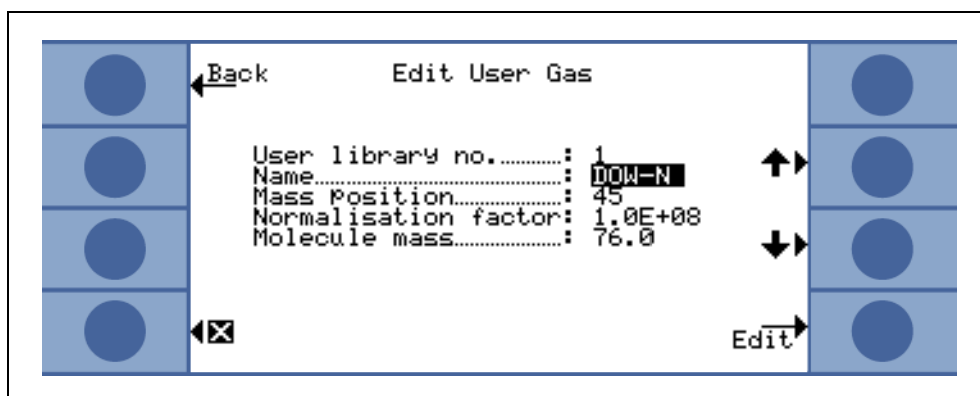 Back Edit User Gas
User library no.............: 1
Name.............................: DOW-N
Mass Position...............: 45
Normalisation factor: 1.0E+08
Molecule mass...............: 76.0
Edit